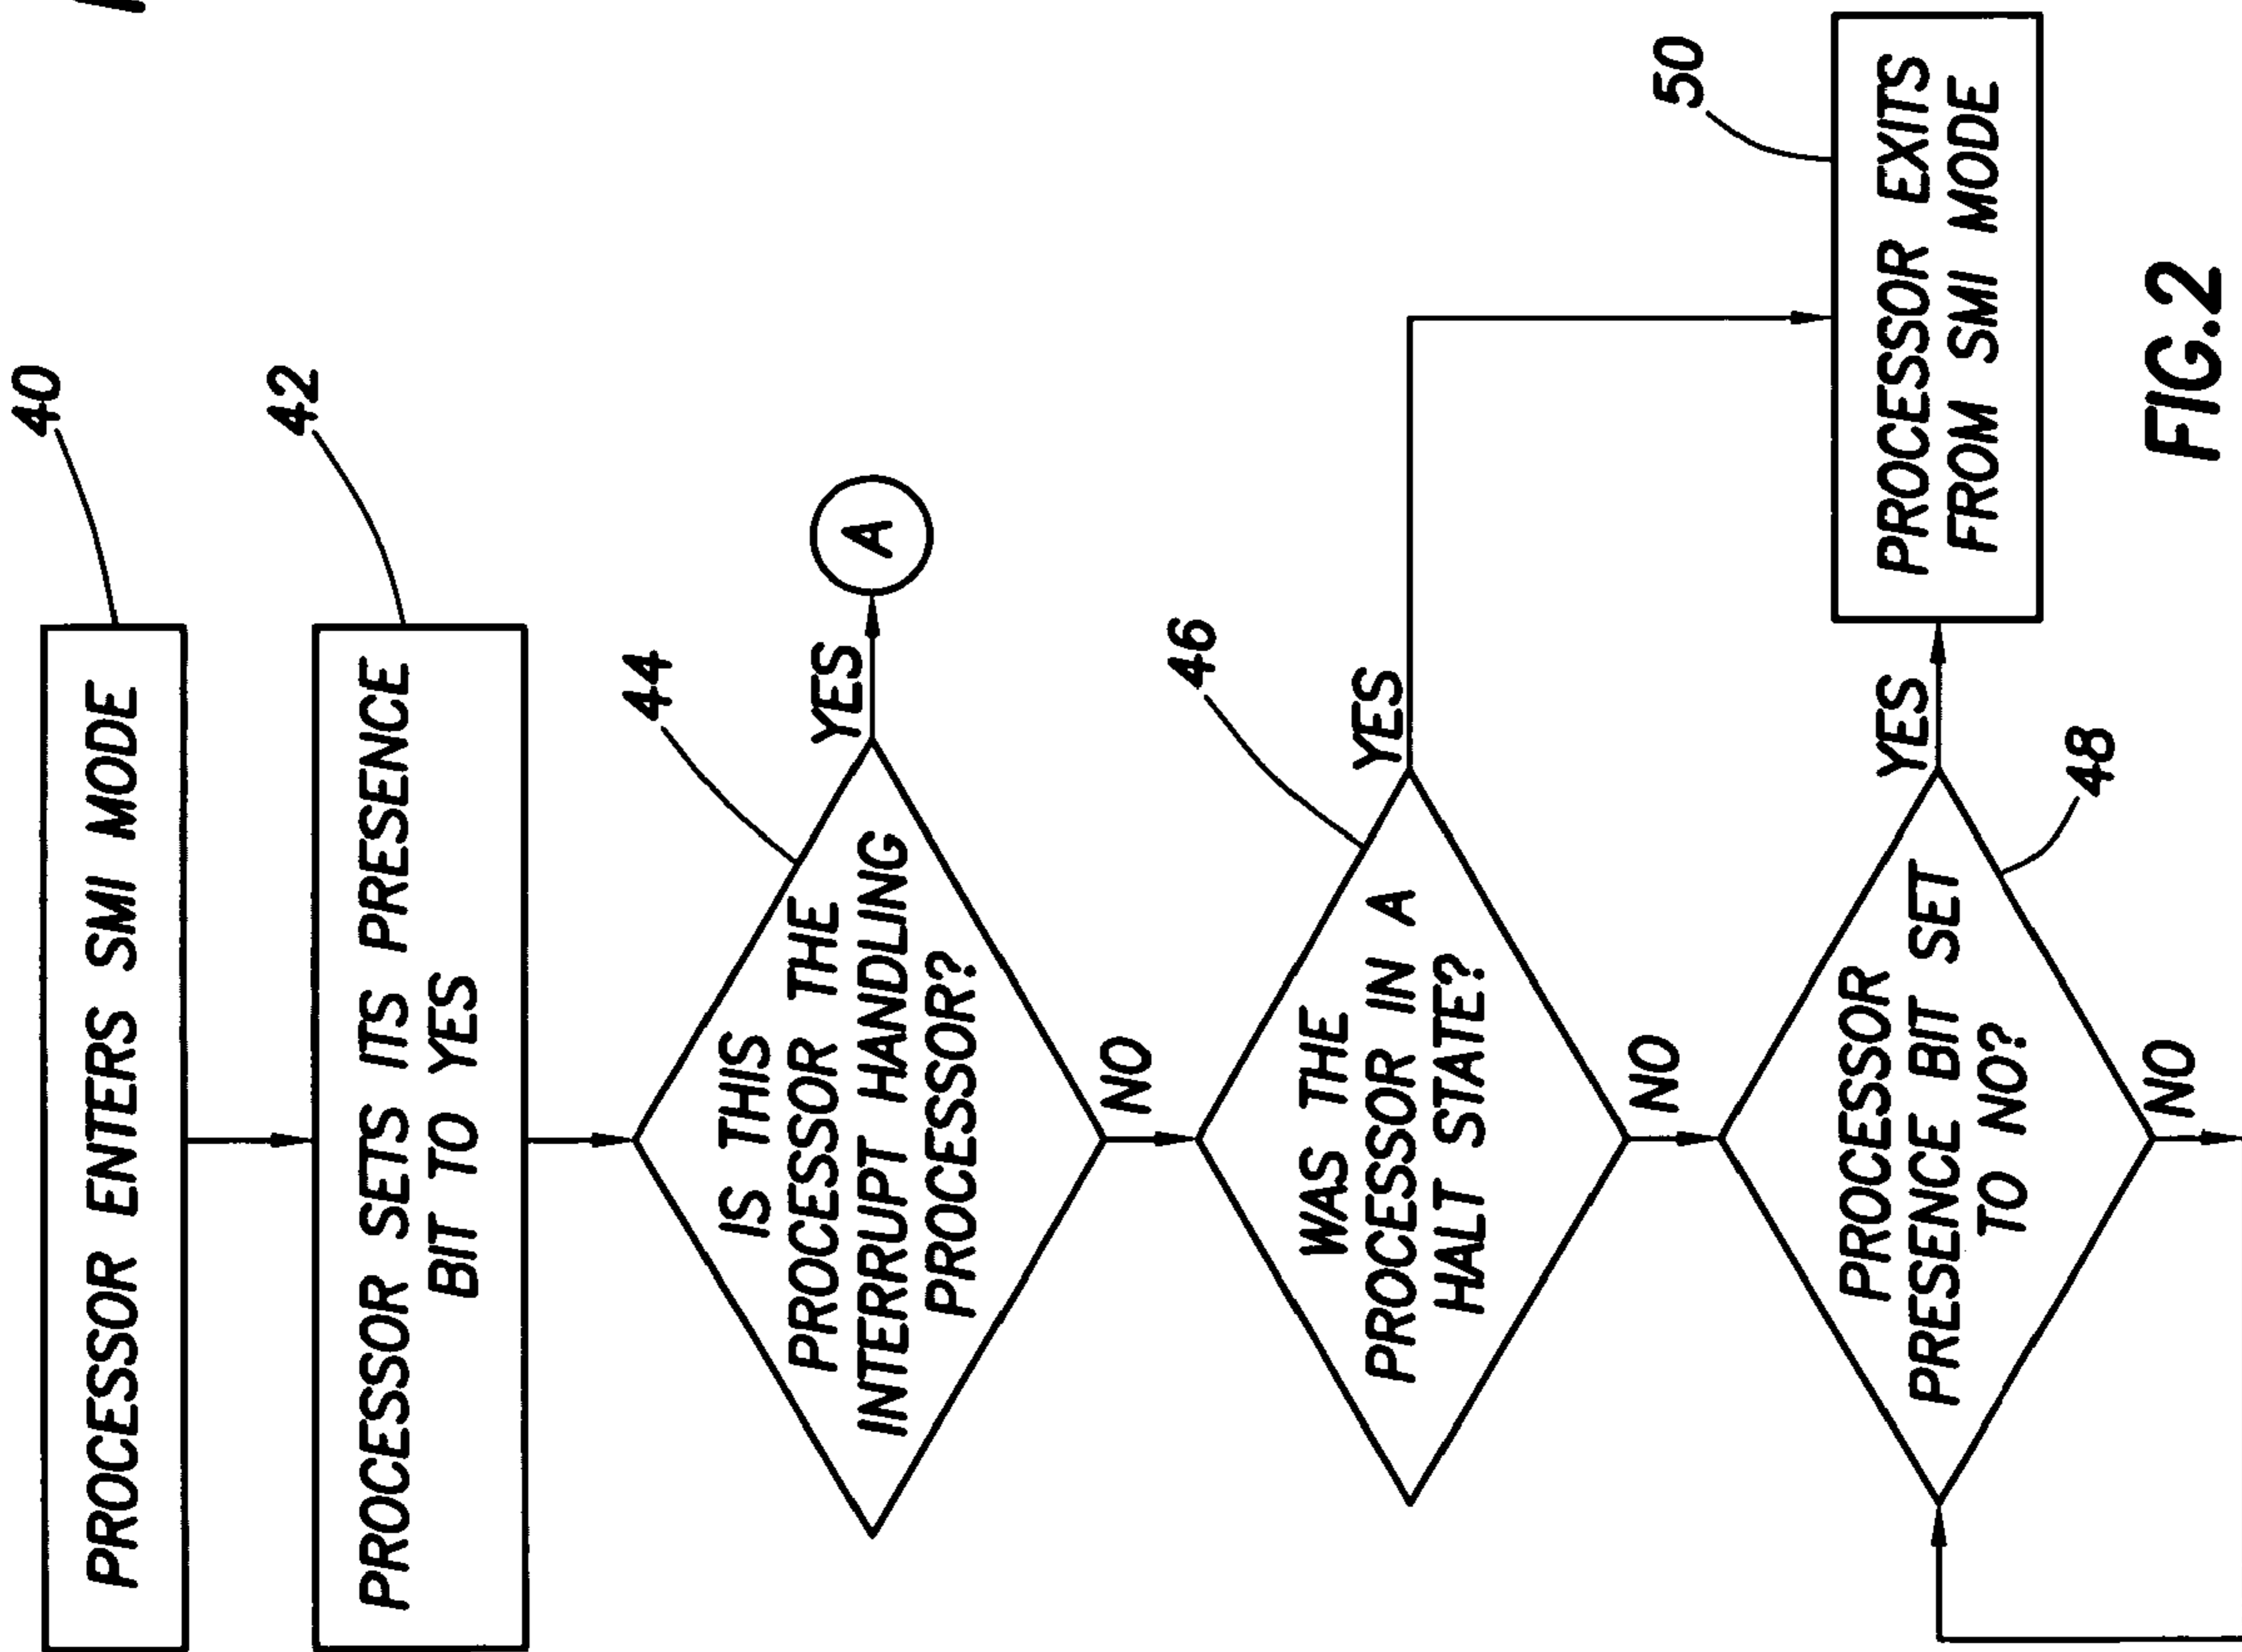 40
PROCESSOR ENTERS SMI MODE
42
PROCESSOR SETS ITS PRESENCE
BIT TO YES
44
IS THIS
PROCESSOR THE
INTERRUPT HANDLING
PROCESSOR?
YES
A
NO
46
WAS THE
PROCESSOR IN A
HALT STATE?
YES
NO
50
PROCESSOR EXITS
FROM SMI MODE
PROCESSOR
PRESENCE BIT SET
TO NO?
YES
48
NO
FIG.2